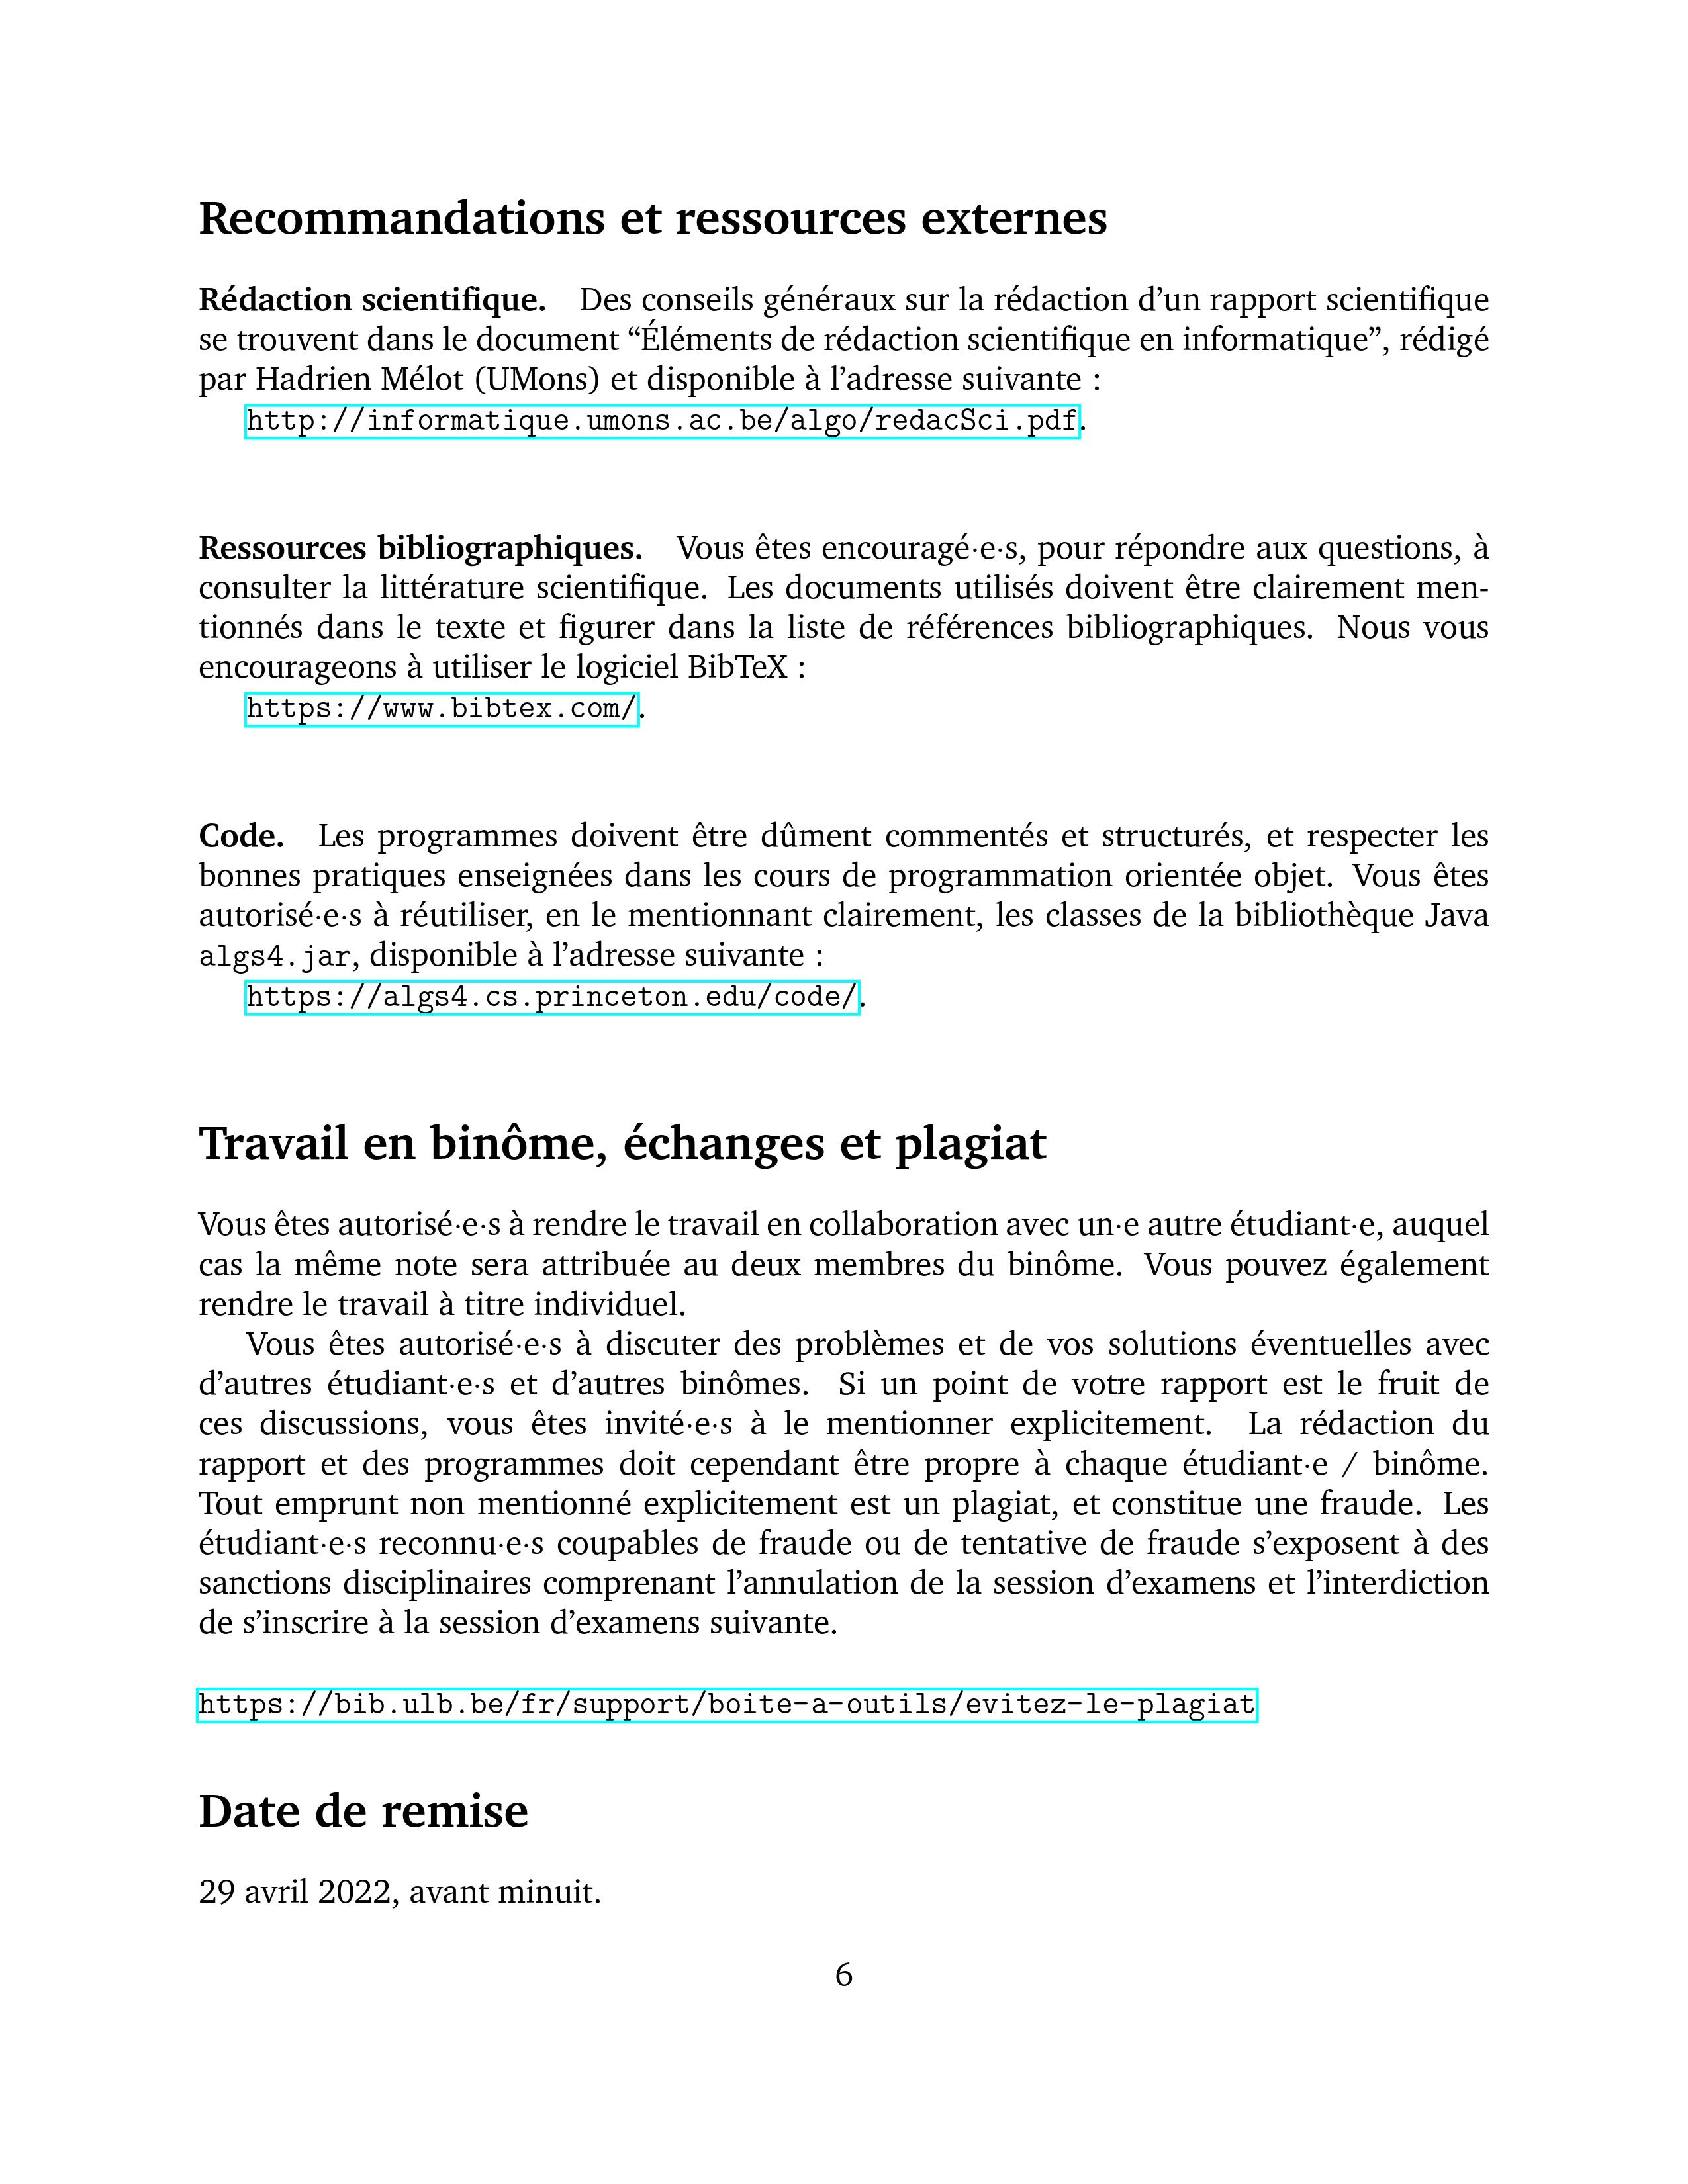 Recommandations et ressources externes
Rédaction scientifique. Des conseils généraux sur la rédaction d'un rapport scientifique
se trouvent dans le document “Éléments de rédaction scientifique en informatique”, rédigé
par Hadrien Mélot (UMons) et disponible à l'adresse suivante :
http://informatique.umons.ac.be/algo/redacSci.pdf.
Ressources bibliographiques. Vous êtes encouragé·e·s, pour répondre aux questions, à
consulter la littérature scientifique. Les documents utilisés doivent être clairement men-
tionnés dans le texte et figurer dans la liste de références bibliographiques. Nous vous
encourageons à utiliser le logiciel BibTeX :
https://www.bibtex.com/.
Code. Les programmes doivent être dûment commentés et structurés, et respecter les
bonnes pratiques enseignées dans les cours de programmation orientée objet. Vous êtes
autorisé·e·s à réutiliser, en le mentionnant clairement, les classes de la bibliothèque Java
algs4.jar, disponible à l'adresse suivante :
https://algs4.cs.princeton.edu/code/.
Travail en binôme, échanges et plagiat
Vous êtes autorisé·e·s à rendre le travail en collaboration avec un·e autre étudiant·e, auquel
cas la même note sera attribuée au deux membres du binôme. Vous pouvez également
rendre le travail à titre individuel.
Vous êtes autorisé·e·s à discuter des problèmes et de vos solutions éventuelles avec
d'autres étudiant·e·s et d'autres binômes. Si un point de votre rapport est le fruit de
ces discussions, vous êtes invité·e·s à le mentionner explicitement. La rédaction du
rapport et des programmes doit cependant être propre à chaque étudiant·e / binôme.
Tout emprunt non mentionné explicitement est un plagiat, et constitue une fraude. Les
étudiant·e·s reconnu·e·s coupables de fraude ou de tentative de fraude s'exposent à des
sanctions disciplinaires comprenant l'annulation de la session d'examens et l'interdiction
de s'inscrire à la session d'examens suivante.
https://bib.ulb.be/fr/support/boite-a-outils/evitez-le-plagiat
Date de remise
29 avril 2022, avant minuit.
6